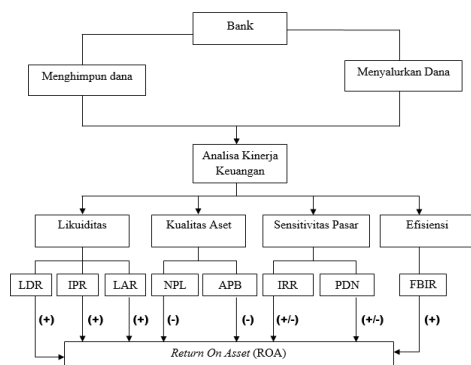 Bank
Menghimpun dana
Menyalurkan Dana
Analisa Kinerja
Keuangan
Likuiditas
Kualitas Aset
Sensitivitas Pasar
Efisiensi
LDR
IPR
LAR
NPL
APB
IRR
PDN
FBIR
(+)
(+)
(+)
(-)
(-)
(+/-)
(+/-)
(+)
Return On Asset (ROA)